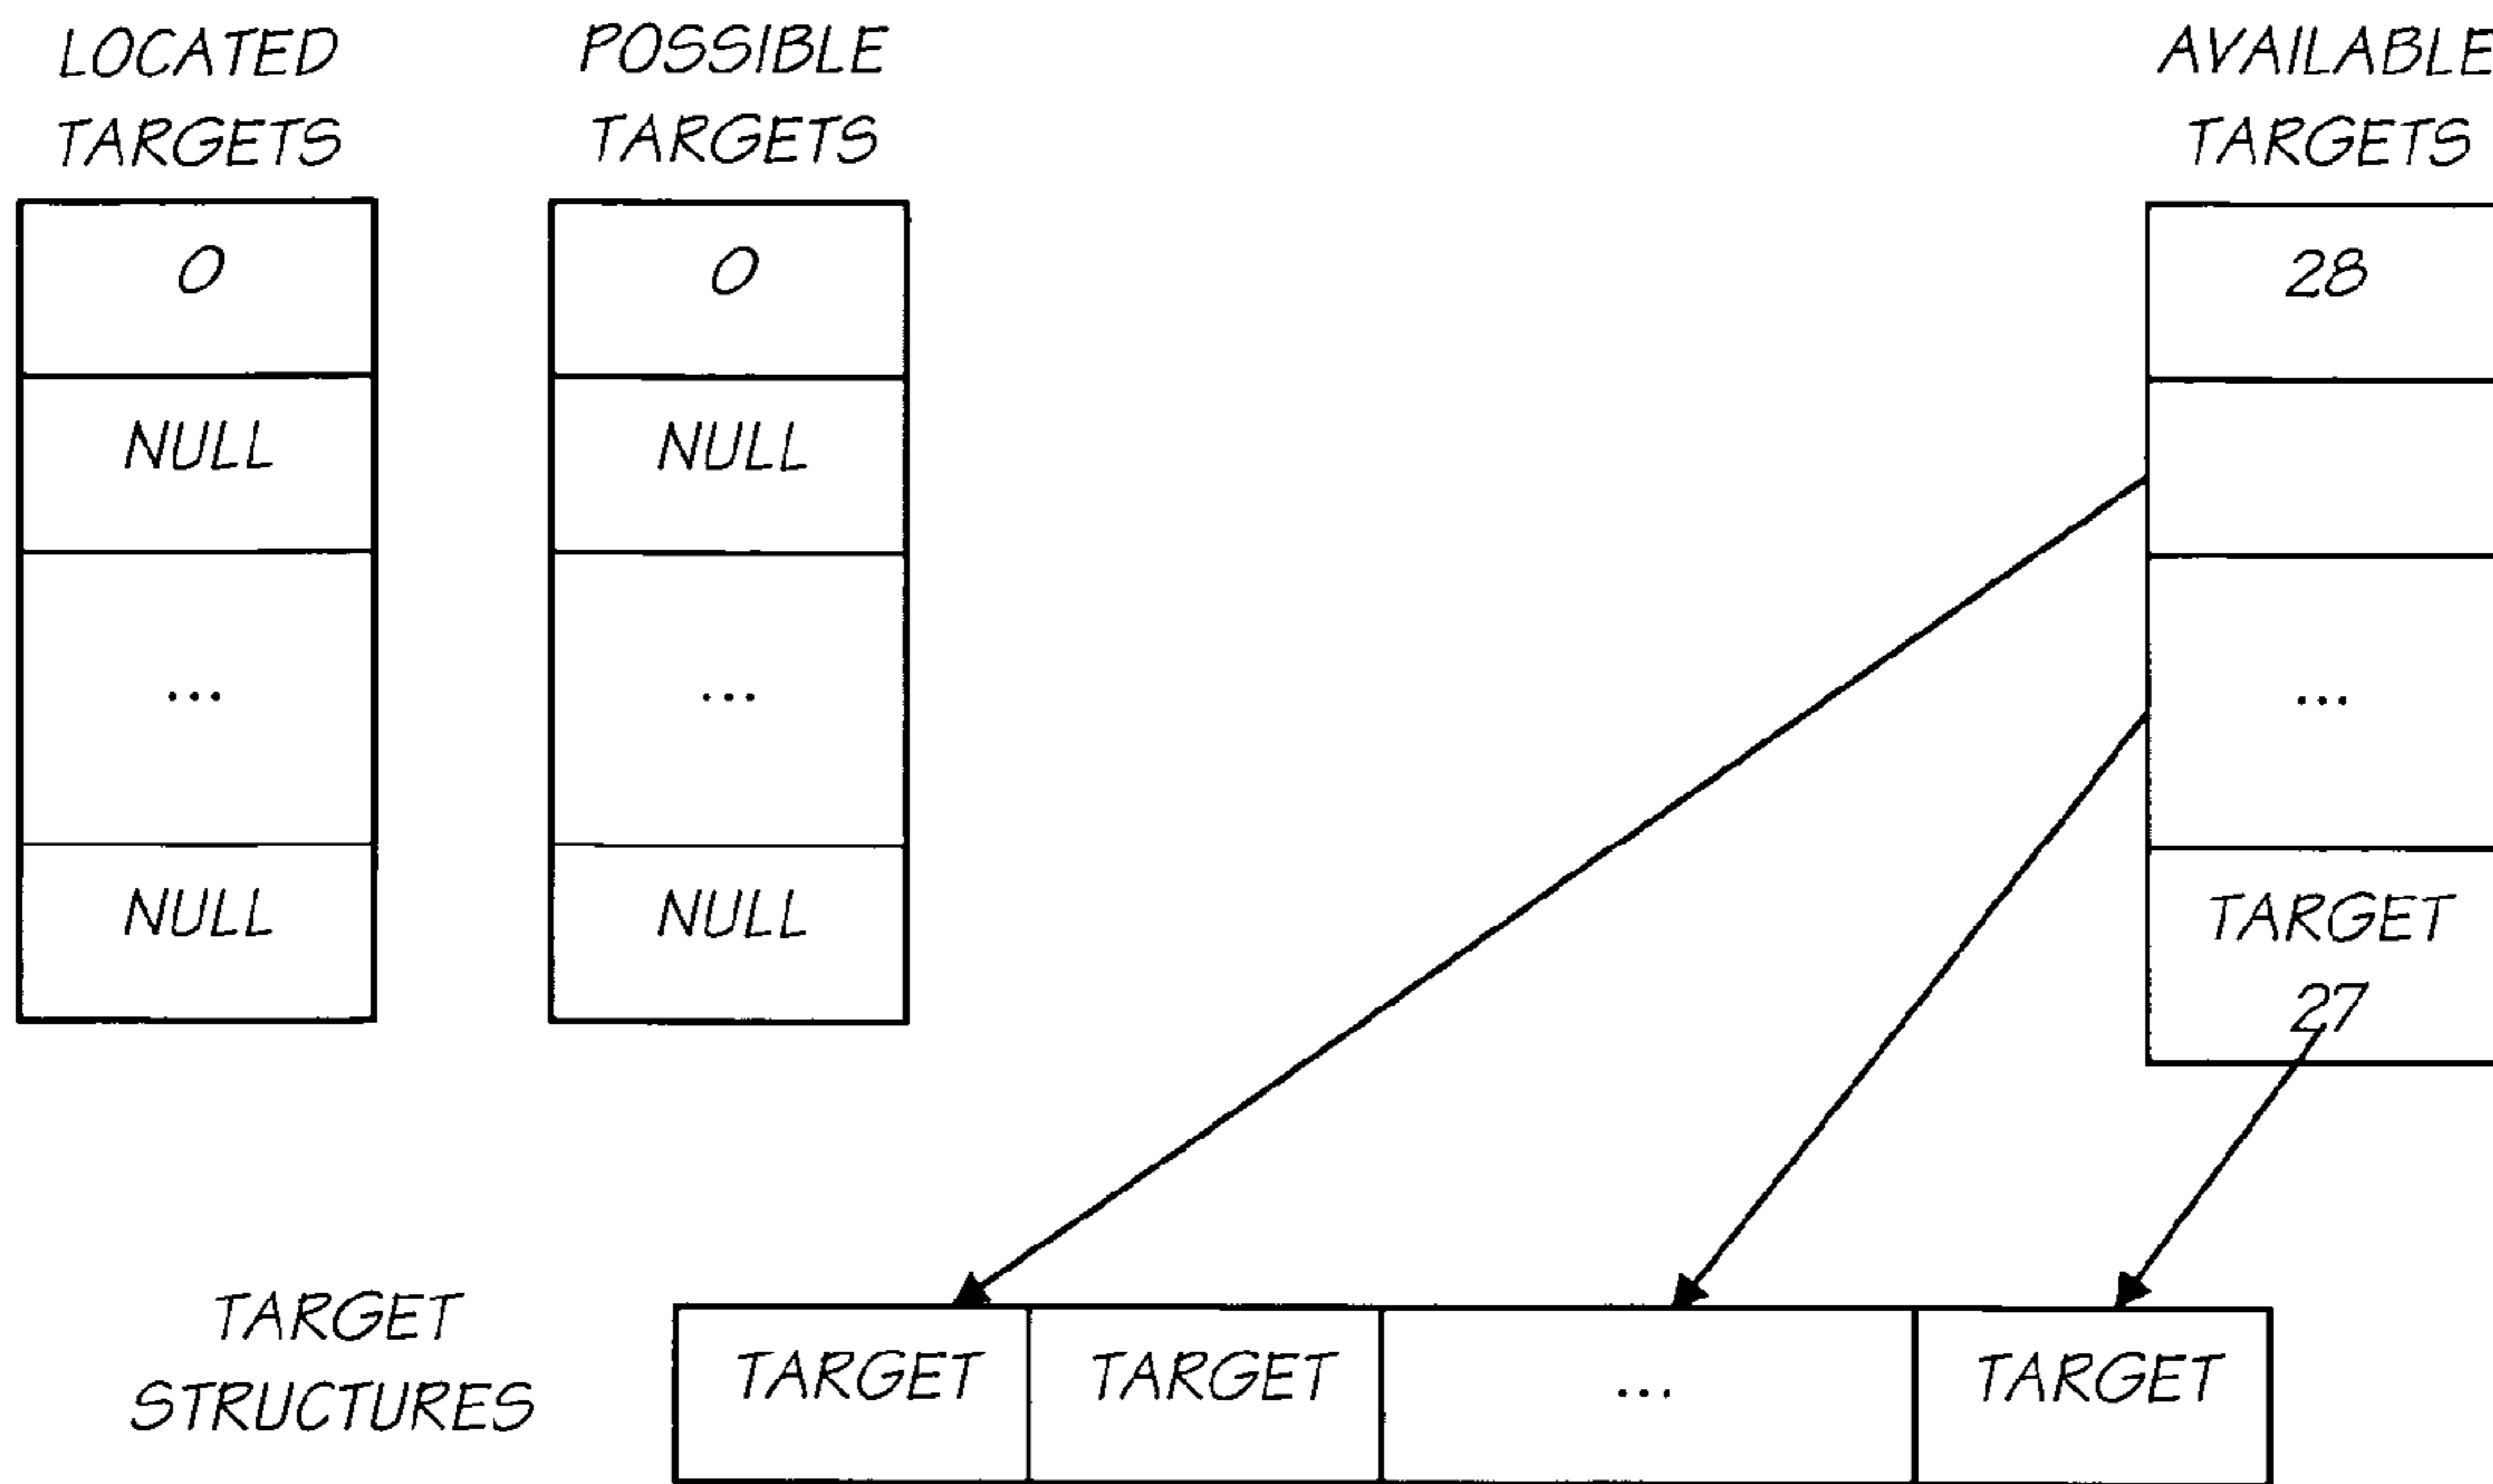 LOCATED
TARGETS
POSSIBLE
TARGETS
AVAILABLE
TARGETS
0
NULL
...
NULL
0
NULL
...
NULL
28
...
TARGET
27
TARGET
STRUCTURES
TARGET
TARGET
...
TARGET